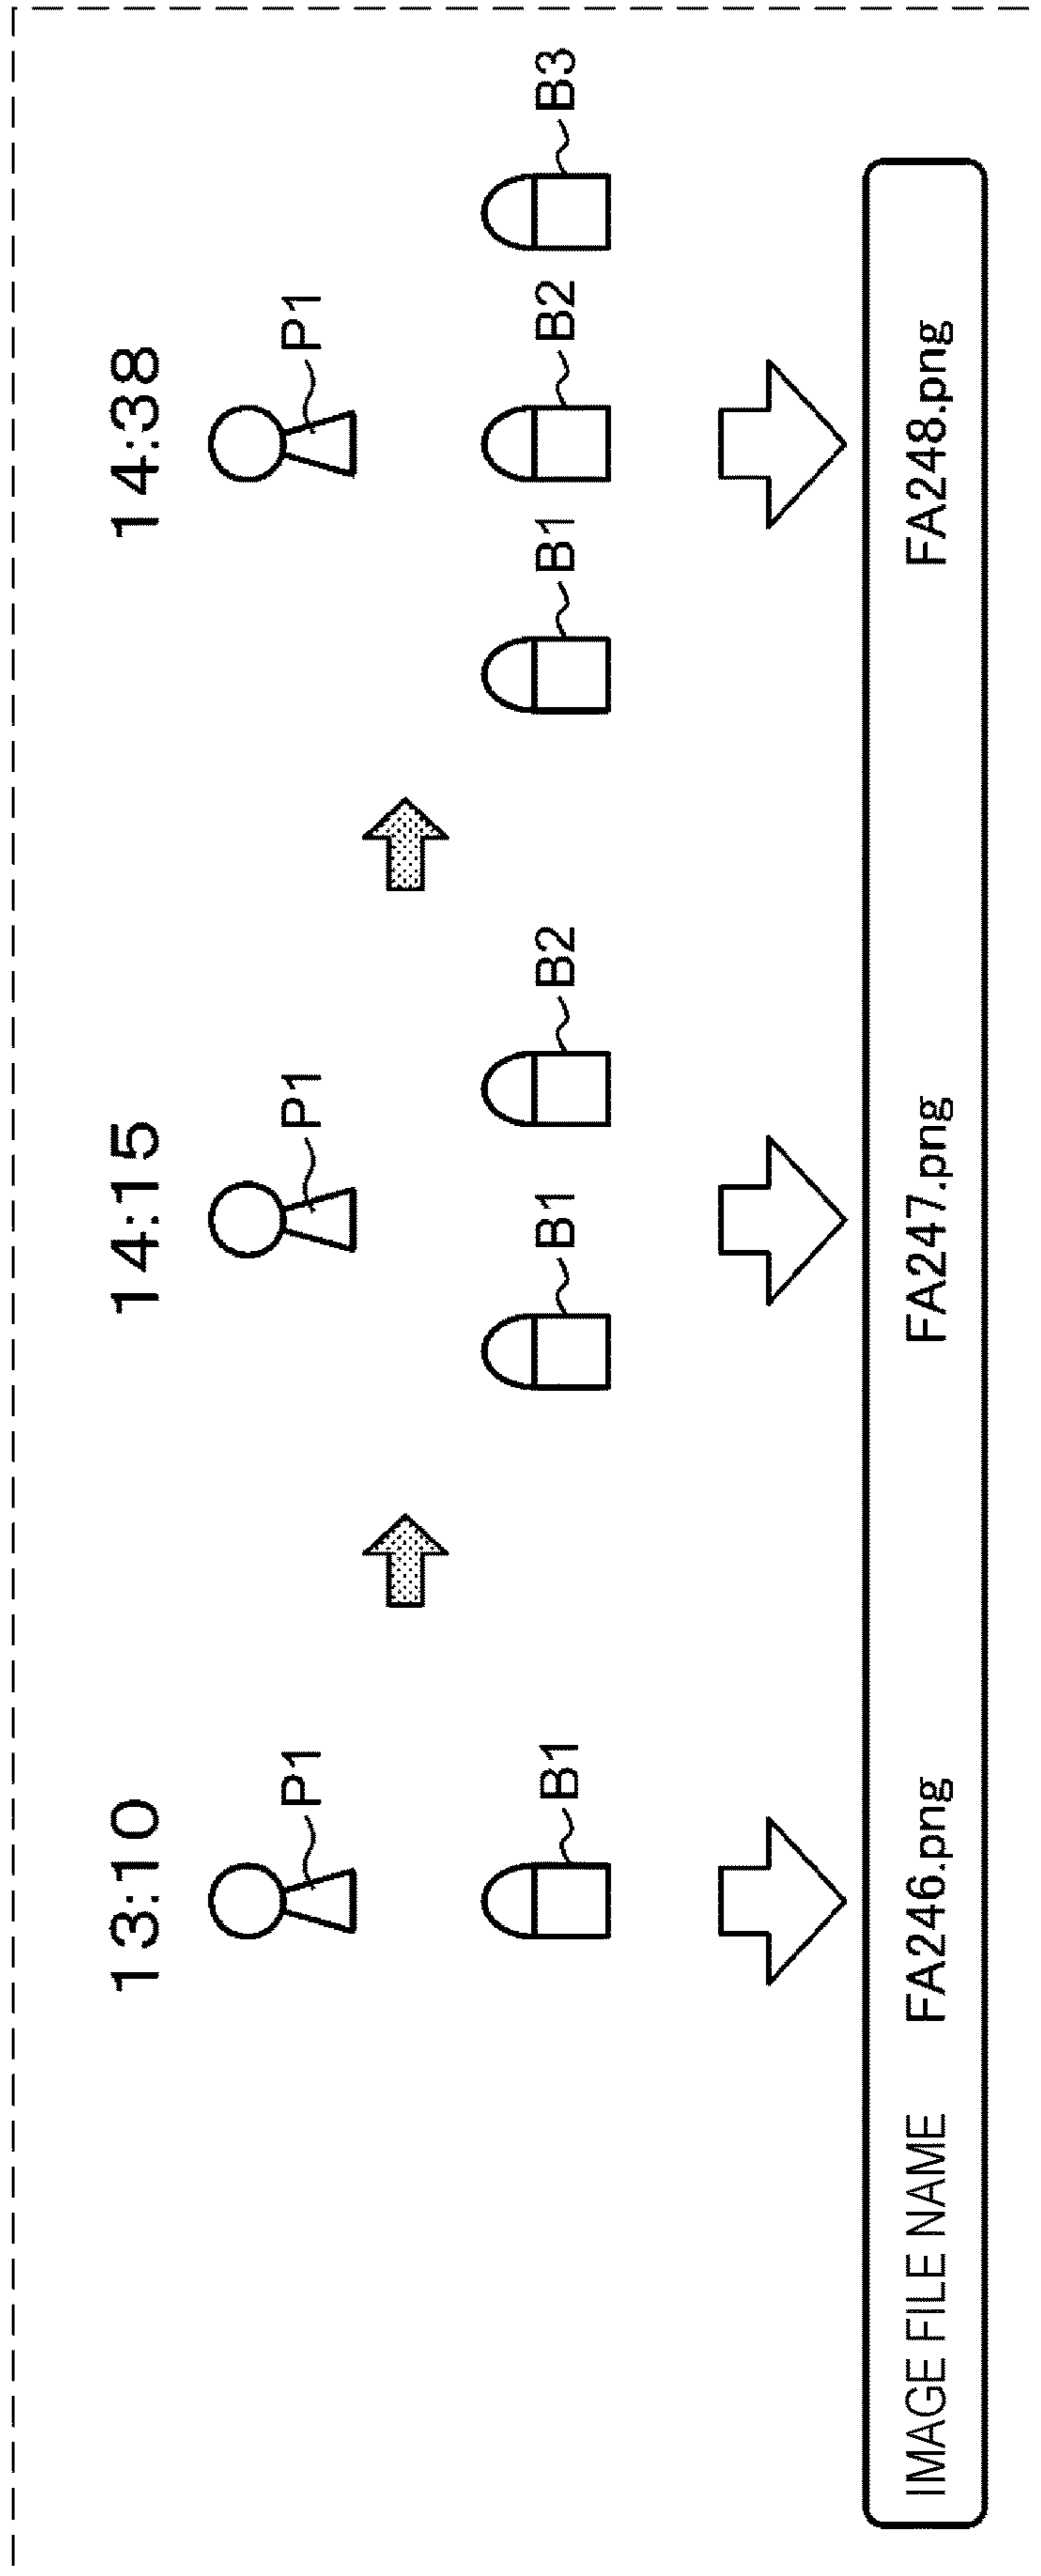 13:10 14:15 14:38
P1 P1 P1
B1 B1 B2 B1 B2 B3
IMAGE FILE NAME FA246.png FA247.png FA248.png